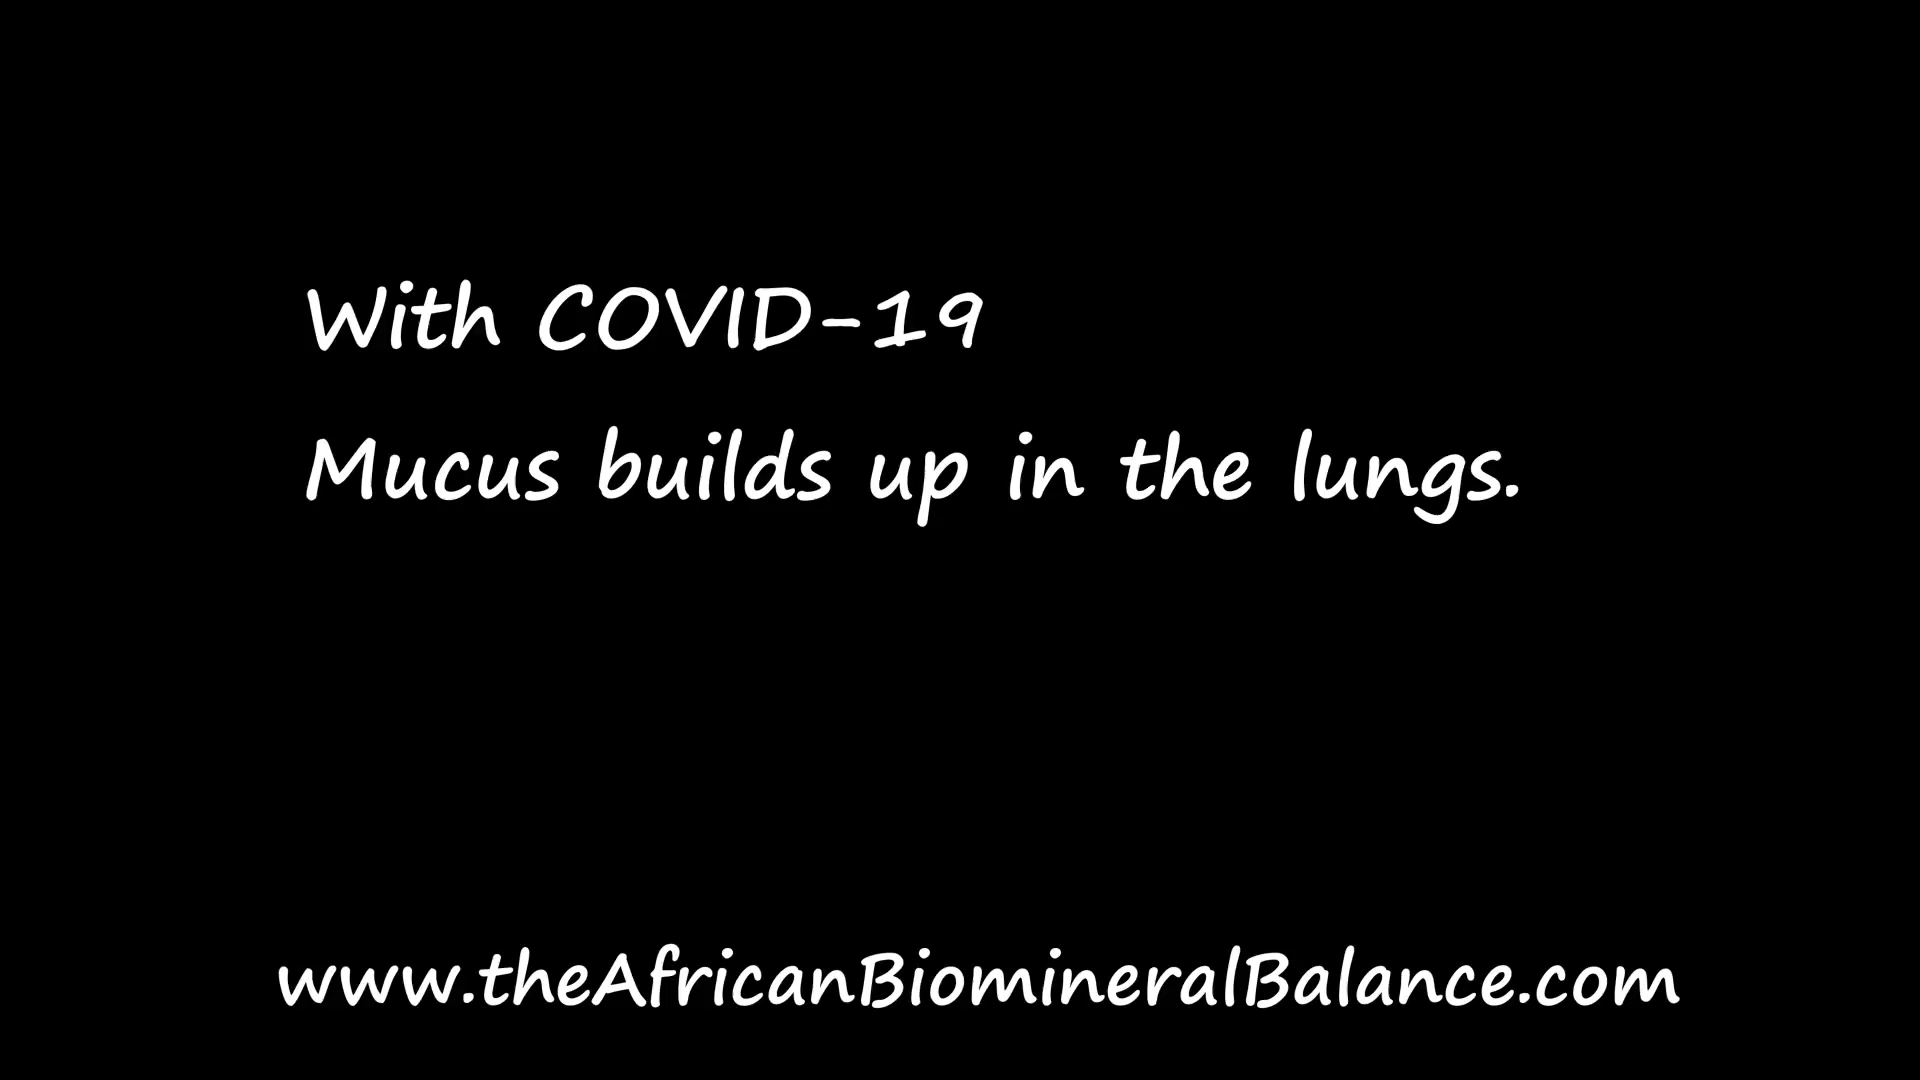 With COVID-19
Mucus builds up in the lungs.
www.theAfricanBiomineralBalance.com